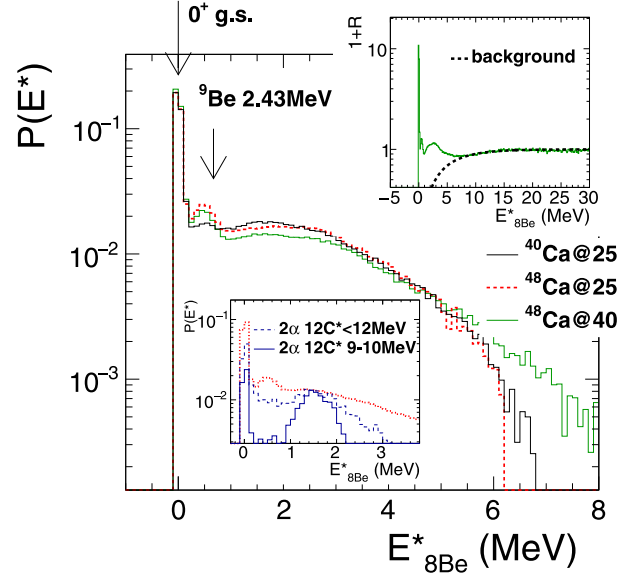 0⁺ g.s.
⁹Be 2.43MeV
P(E*)
10⁻¹
10⁻²
10⁻³
0 2 4 6 8
E*₈Be (MeV)
1+R
10
1
background
−5 0 5 10 15 20 25 30
E*₈Be (MeV)
⁴⁰Ca@25
⁴⁸Ca@25
⁴⁸Ca@40
P(E*)
10⁻¹
10⁻²
2α 12C*<12MeV
2α 12C* 9-10MeV
0 1 2 3
E*₈Be (MeV)